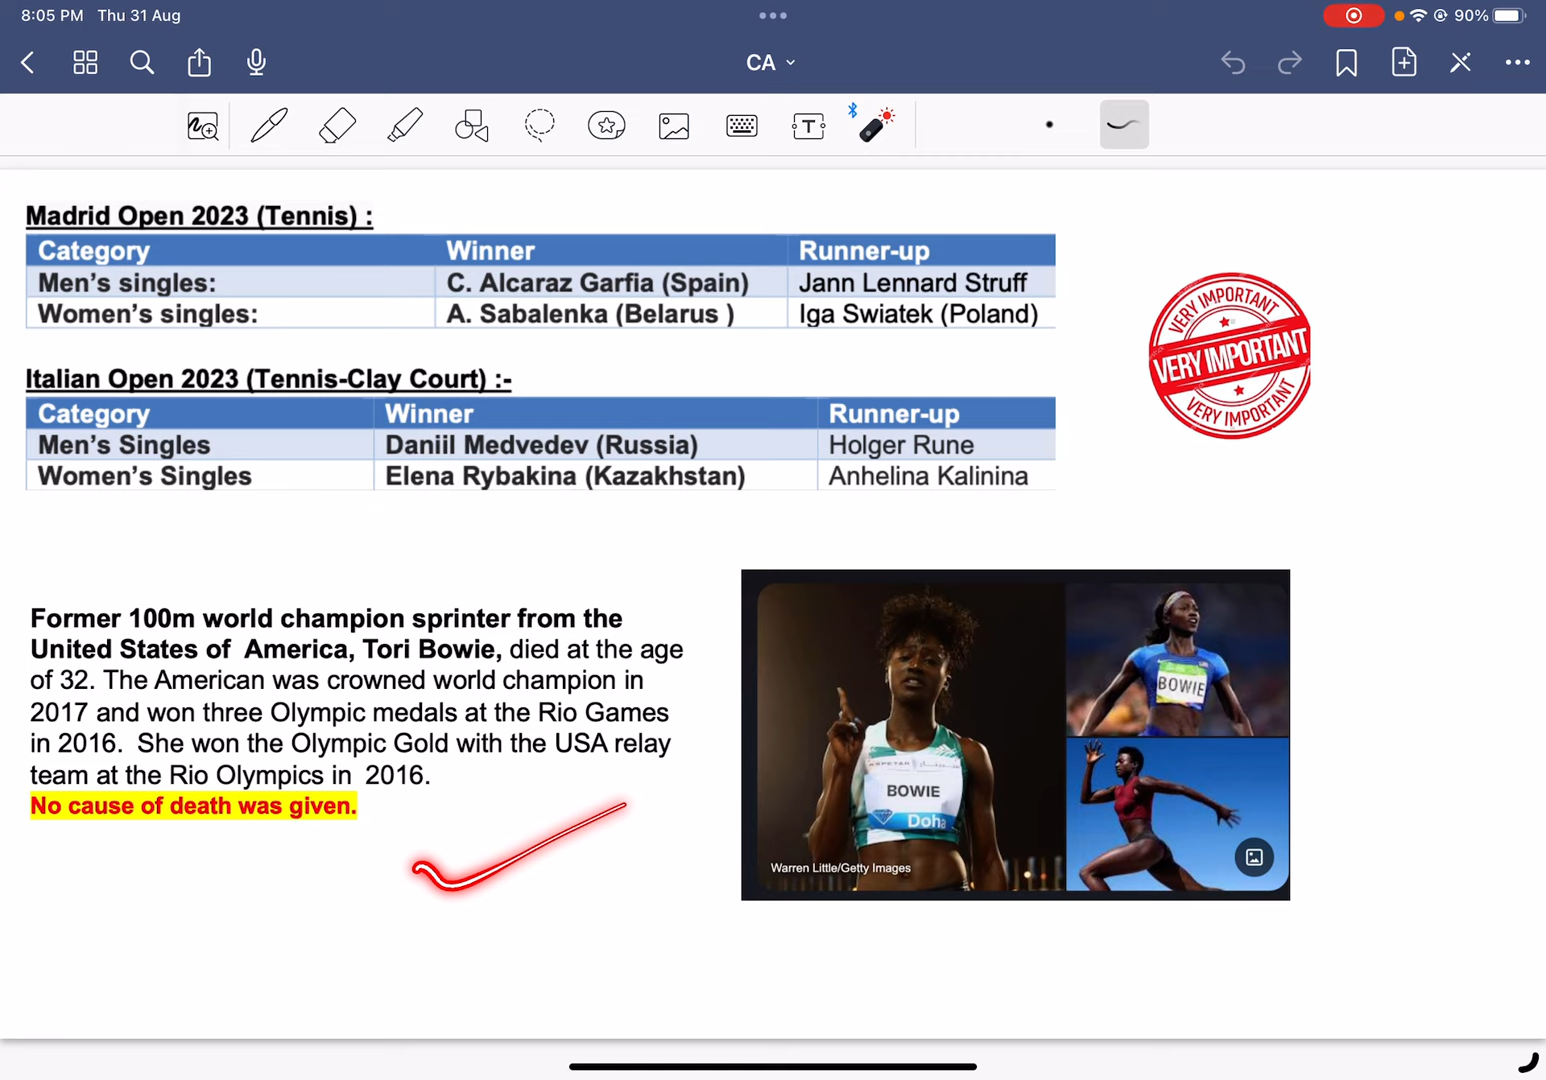 8:05 PM Thu 31 Aug
90%
CA
Madrid Open 2023 (Tennis) :
Category Winner Runner-up
Men's singles: C. Alcaraz Garfia (Spain) Jann Lennard Struff
Women's singles: A. Sabalenka (Belarus ) Iga Swiatek (Poland)
VERY IMPORTANT
VERY IMPORTANT
VERY IMPORTANT
Italian Open 2023 (Tennis-Clay Court) :-
Category Winner Runner-up
Men's Singles Daniil Medvedev (Russia) Holger Rune
Women's Singles Elena Rybakina (Kazakhstan) Anhelina Kalinina
Former 100m world champion sprinter from the
United States of America, Tori Bowie, died at the age
of 32. The American was crowned world champion in
2017 and won three Olympic medals at the Rio Games
in 2016. She won the Olympic Gold with the USA relay
team at the Rio Olympics in 2016.
No cause of death was given.
BOWIE
Doha
Warren Little/Getty Images
BOWIE